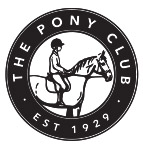 THE PONY CLUB
• EST 1929 •